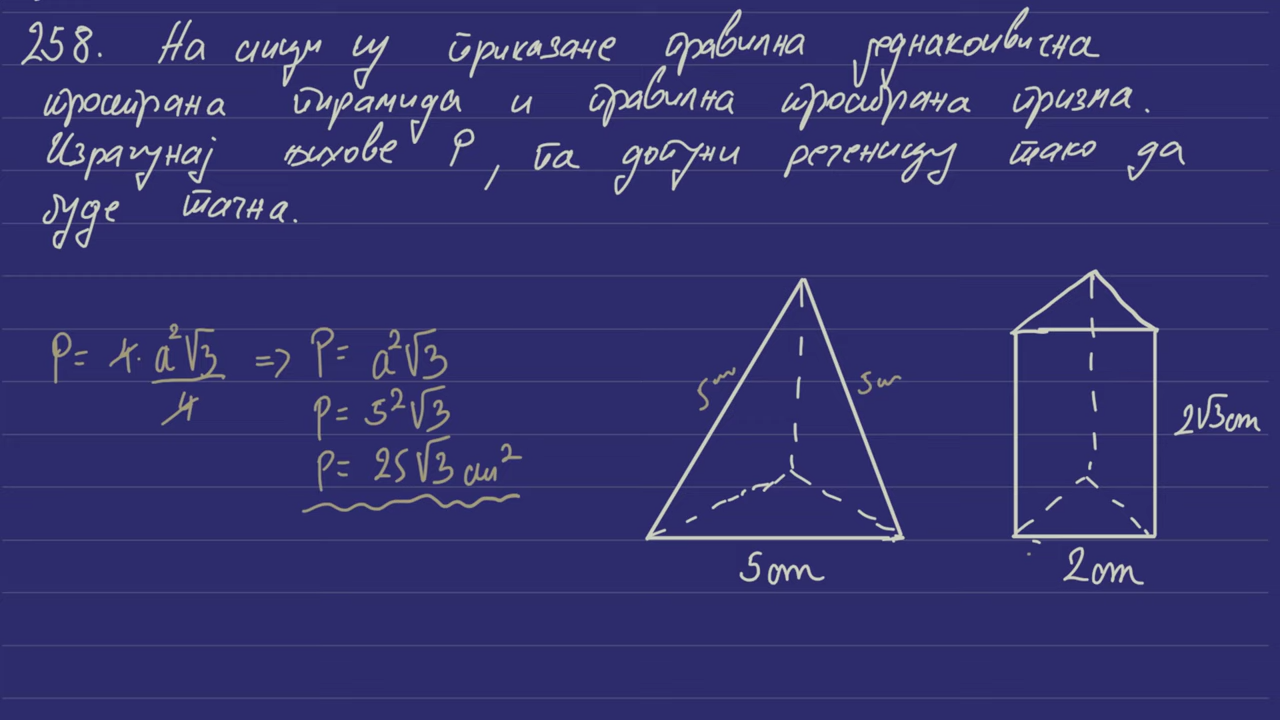 258. На слици су приказане правилна једнакоивична
тространа пирамида и правилна тространа призма.
Израчунај њихове P, па допуни реченицу тако да
буде тачна.
P= 4· a²√3/4 => P= a²√3
P= 5²√3
P= 25√3 cm²
5cm
5cm
5cm
2√3cm
2cm